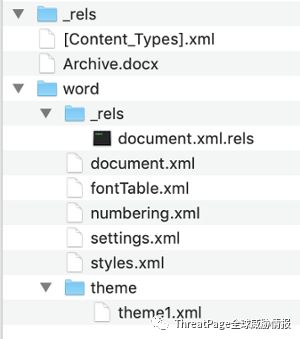 _rels
[Content_Types].xml
Archive.docx
word
_rels
document.xml.rels
document.xml
fontTable.xml
numbering.xml
settings.xml
styles.xml
theme
theme1.xml
ThreatPage全球威胁情报